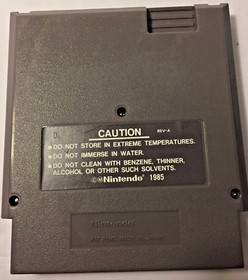 CAUTION REV-A
• DO NOT STORE IN EXTREME TEMPERATURES.
• DO NOT IMMERSE IN WATER.
• DO NOT CLEAN WITH BENZENE, THINNER,
ALCOHOL OR OTHER SUCH SOLVENTS.
©® Nintendo 1985
Nintendo